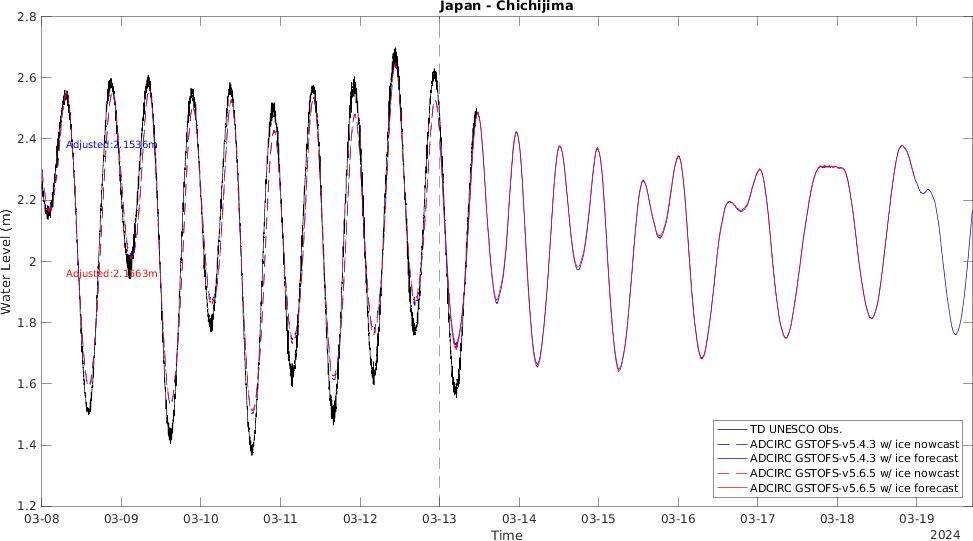 Japan - Chichijima
Water Level (m)
2.8
2.6
2.4
2.2
2
1.8
1.6
1.4
1.2
Adjusted:2.1536m
Adjusted:2.1663m
TD UNESCO Obs.
ADCIRC GSTOFS-v5.4.3 w/ ice nowcast
ADCIRC GSTOFS-v5.4.3 w/ ice forecast
ADCIRC GSTOFS-v5.6.5 w/ ice nowcast
ADCIRC GSTOFS-v5.6.5 w/ ice forecast
03-08 03-09 03-10 03-11 03-12 03-13 03-14 03-15 03-16 03-17 03-18 03-19
Time
2024